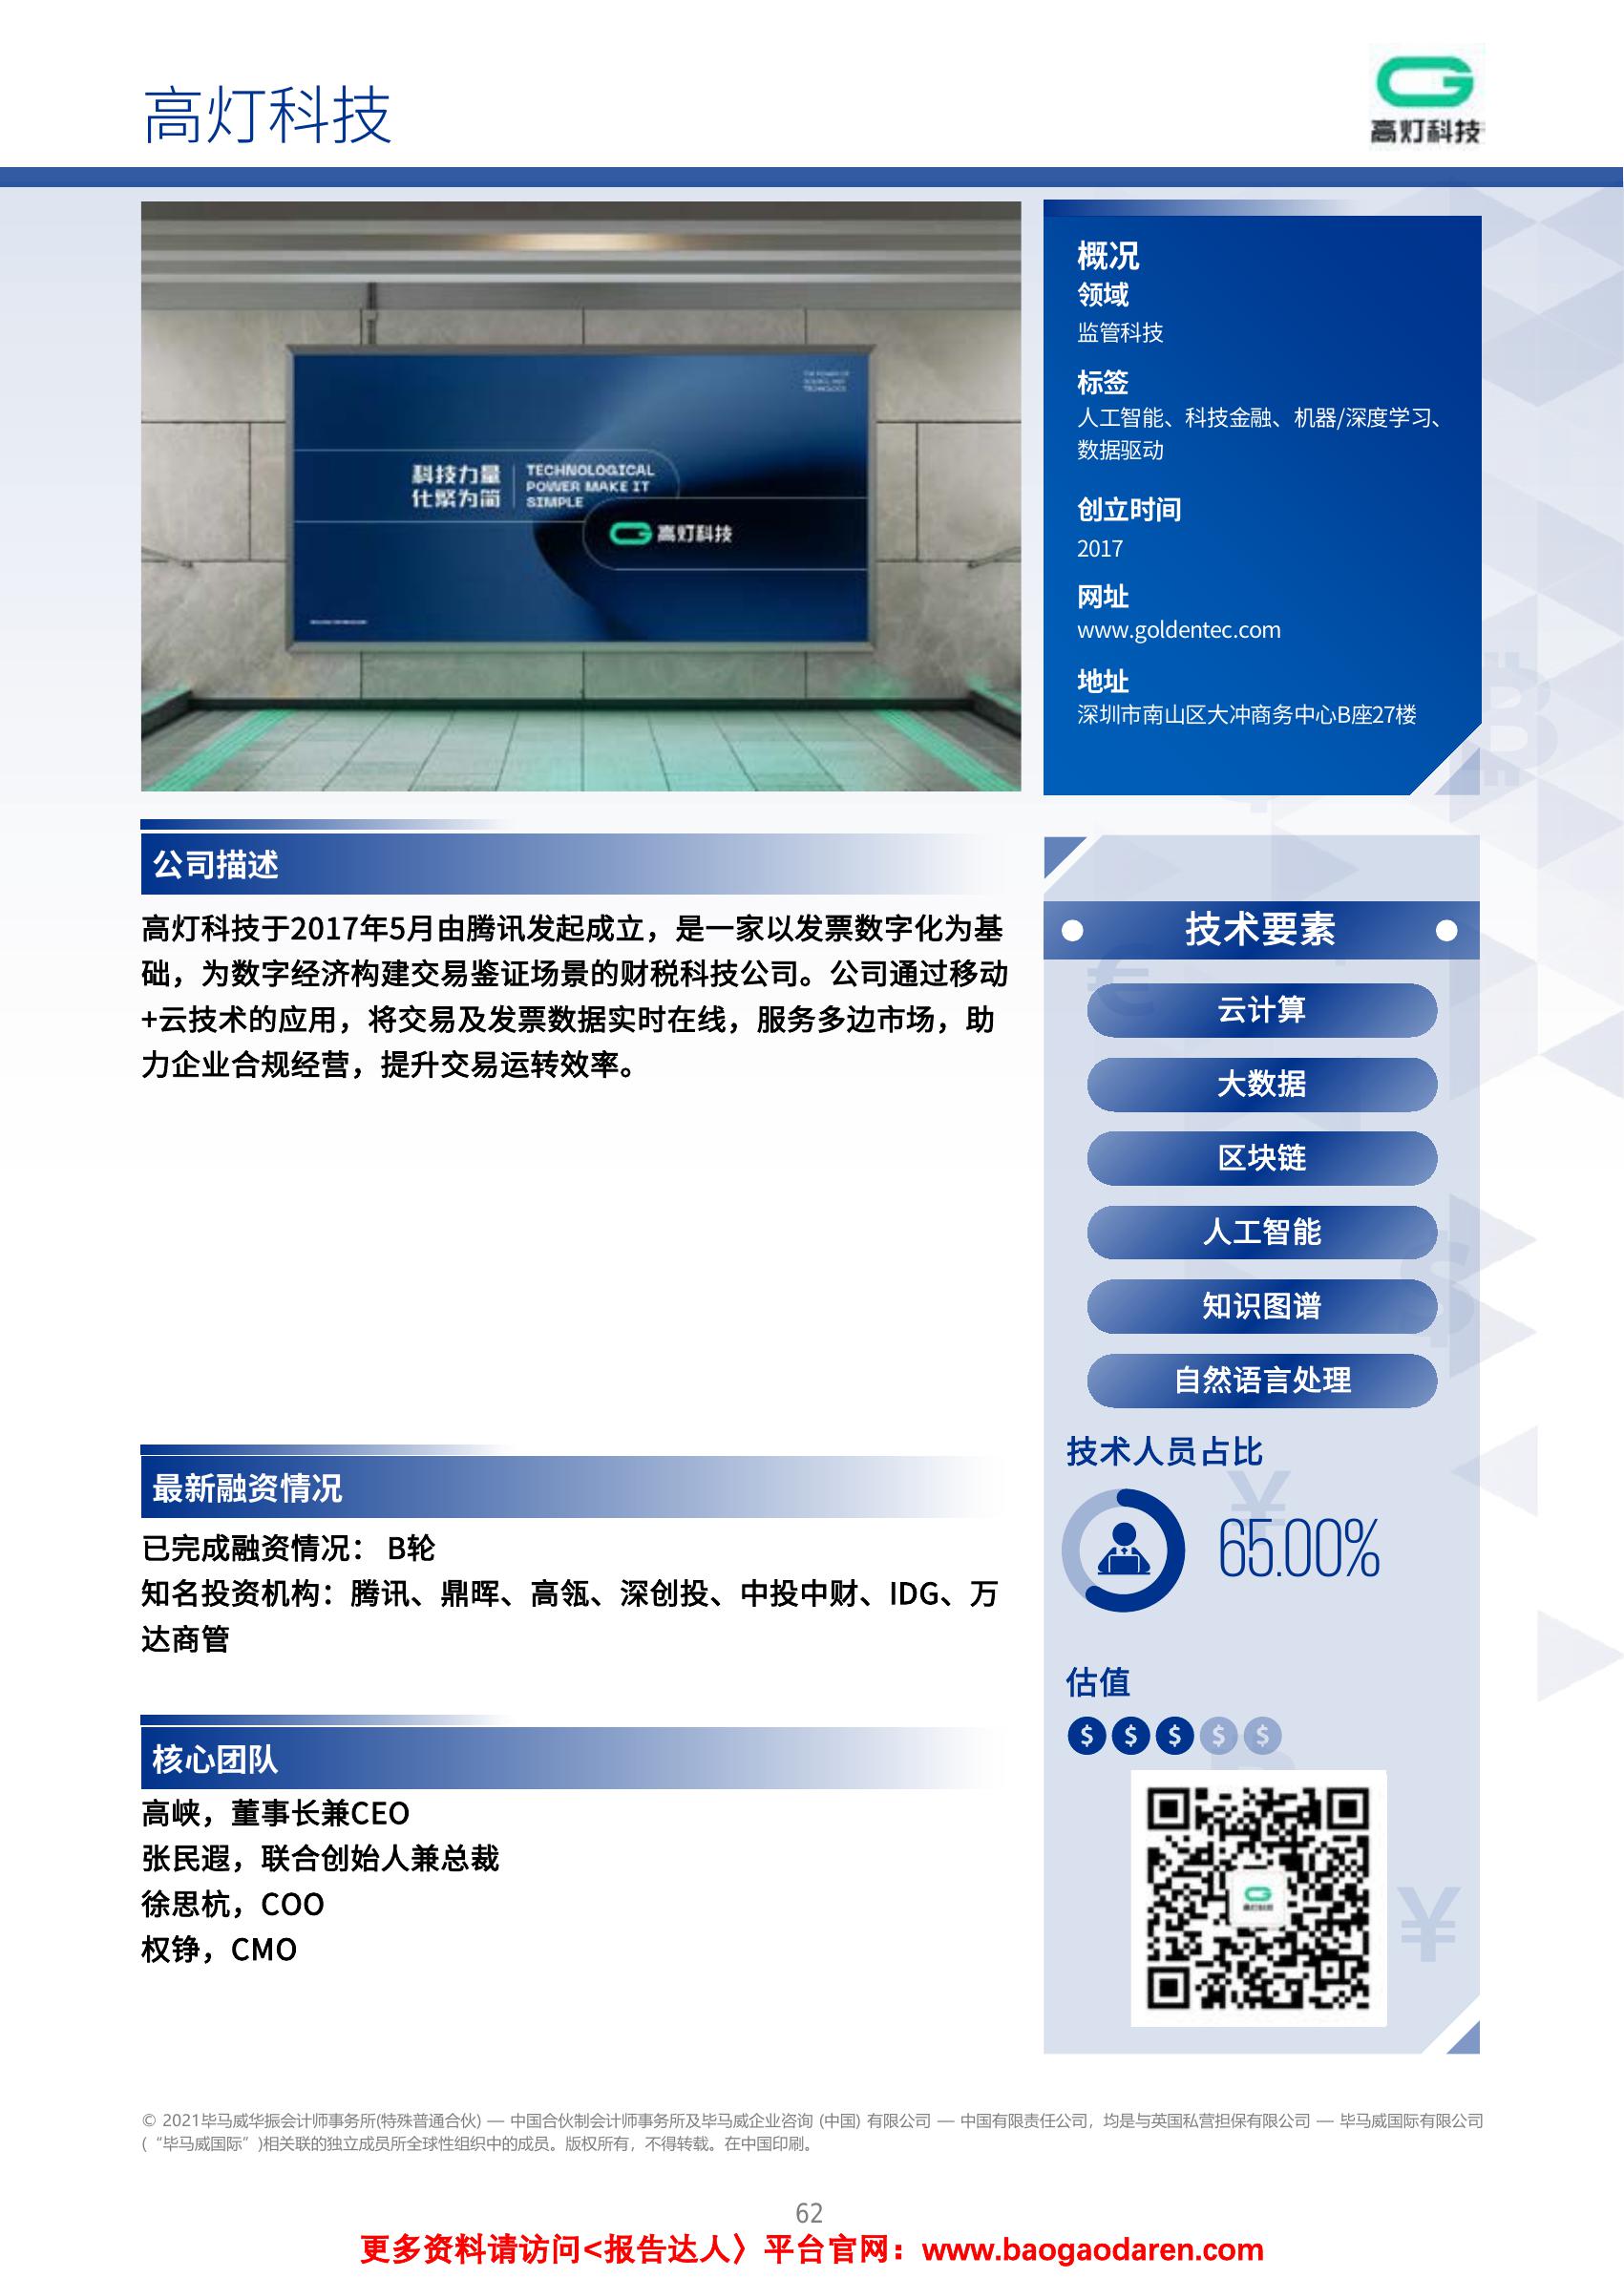 高灯科技
高灯科技
科技力量
化繁为简
TECHNOLOGICAL
POWER MAKE IT
SIMPLE
高灯科技
概况
领域
监管科技
标签
人工智能、科技金融、机器/深度学习、
数据驱动
创立时间
2017
网址
www.goldentec.com
地址
深圳市南山区大冲商务中心B座27楼
公司描述
高灯科技于2017年5月由腾讯发起成立，是一家以发票数字化为基
础，为数字经济构建交易鉴证场景的财税科技公司。公司通过移动
+云技术的应用，将交易及发票数据实时在线，服务多边市场，助
力企业合规经营，提升交易运转效率。
最新融资情况
已完成融资情况： B轮
知名投资机构：腾讯、鼎晖、高瓴、深创投、中投中财、IDG、万
达商管
核心团队
高峡，董事长兼CEO
张民遐，联合创始人兼总裁
徐思杭，COO
权铮，CMO
技术要素
云计算
大数据
区块链
人工智能
知识图谱
自然语言处理
技术人员占比
65.00%
估值
$ $ $ $ $
高灯科技
© 2021毕马威华振会计师事务所(特殊普通合伙) — 中国合伙制会计师事务所及毕马威企业咨询 (中国) 有限公司 — 中国有限责任公司，均是与英国私营担保有限公司 — 毕马威国际有限公司
(“毕马威国际”)相关联的独立成员所全球性组织中的成员。版权所有，不得转载。在中国印刷。
62
更多资料请访问<报告达人〉平台官网：www.baogaodaren.com